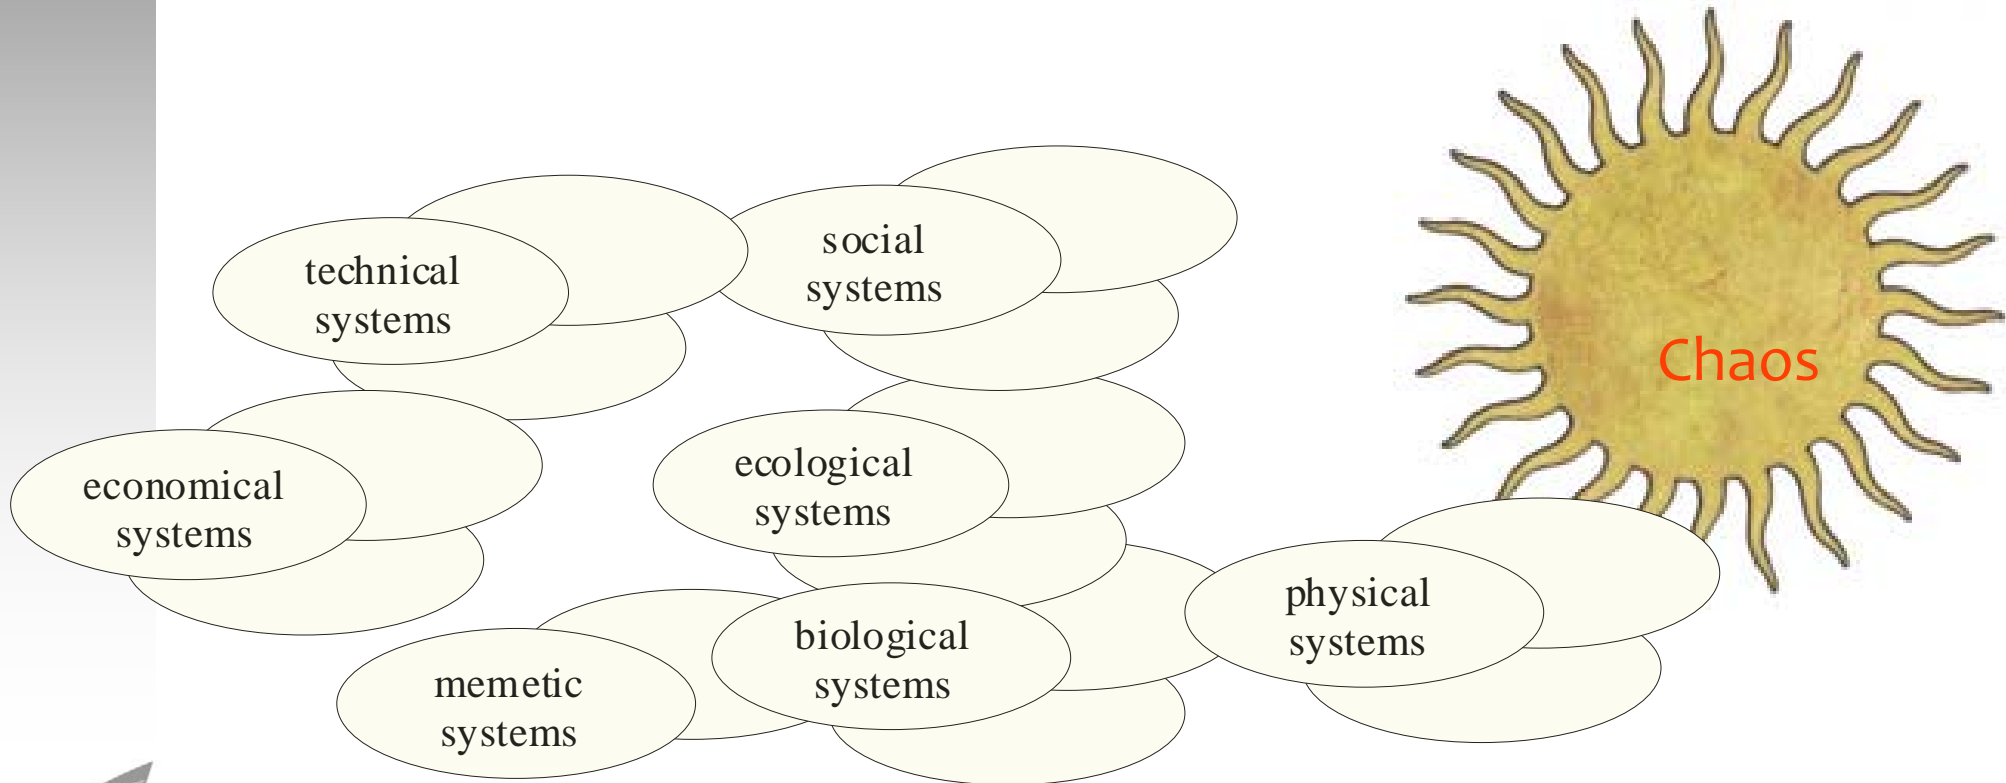 technical
systems
social
systems
Chaos
economical
systems
ecological
systems
physical
systems
biological
systems
memetic
systems